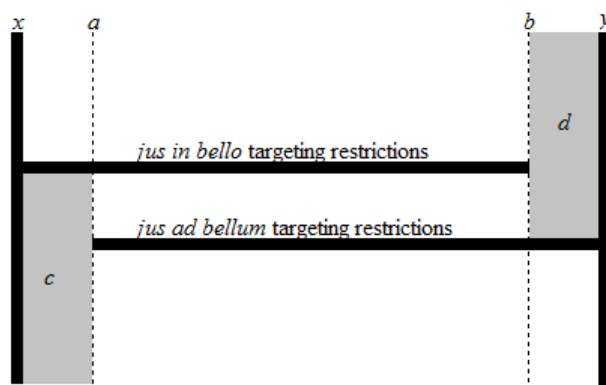 x a b y
d
jus in bello targeting restrictions
jus ad bellum targeting restrictions
c